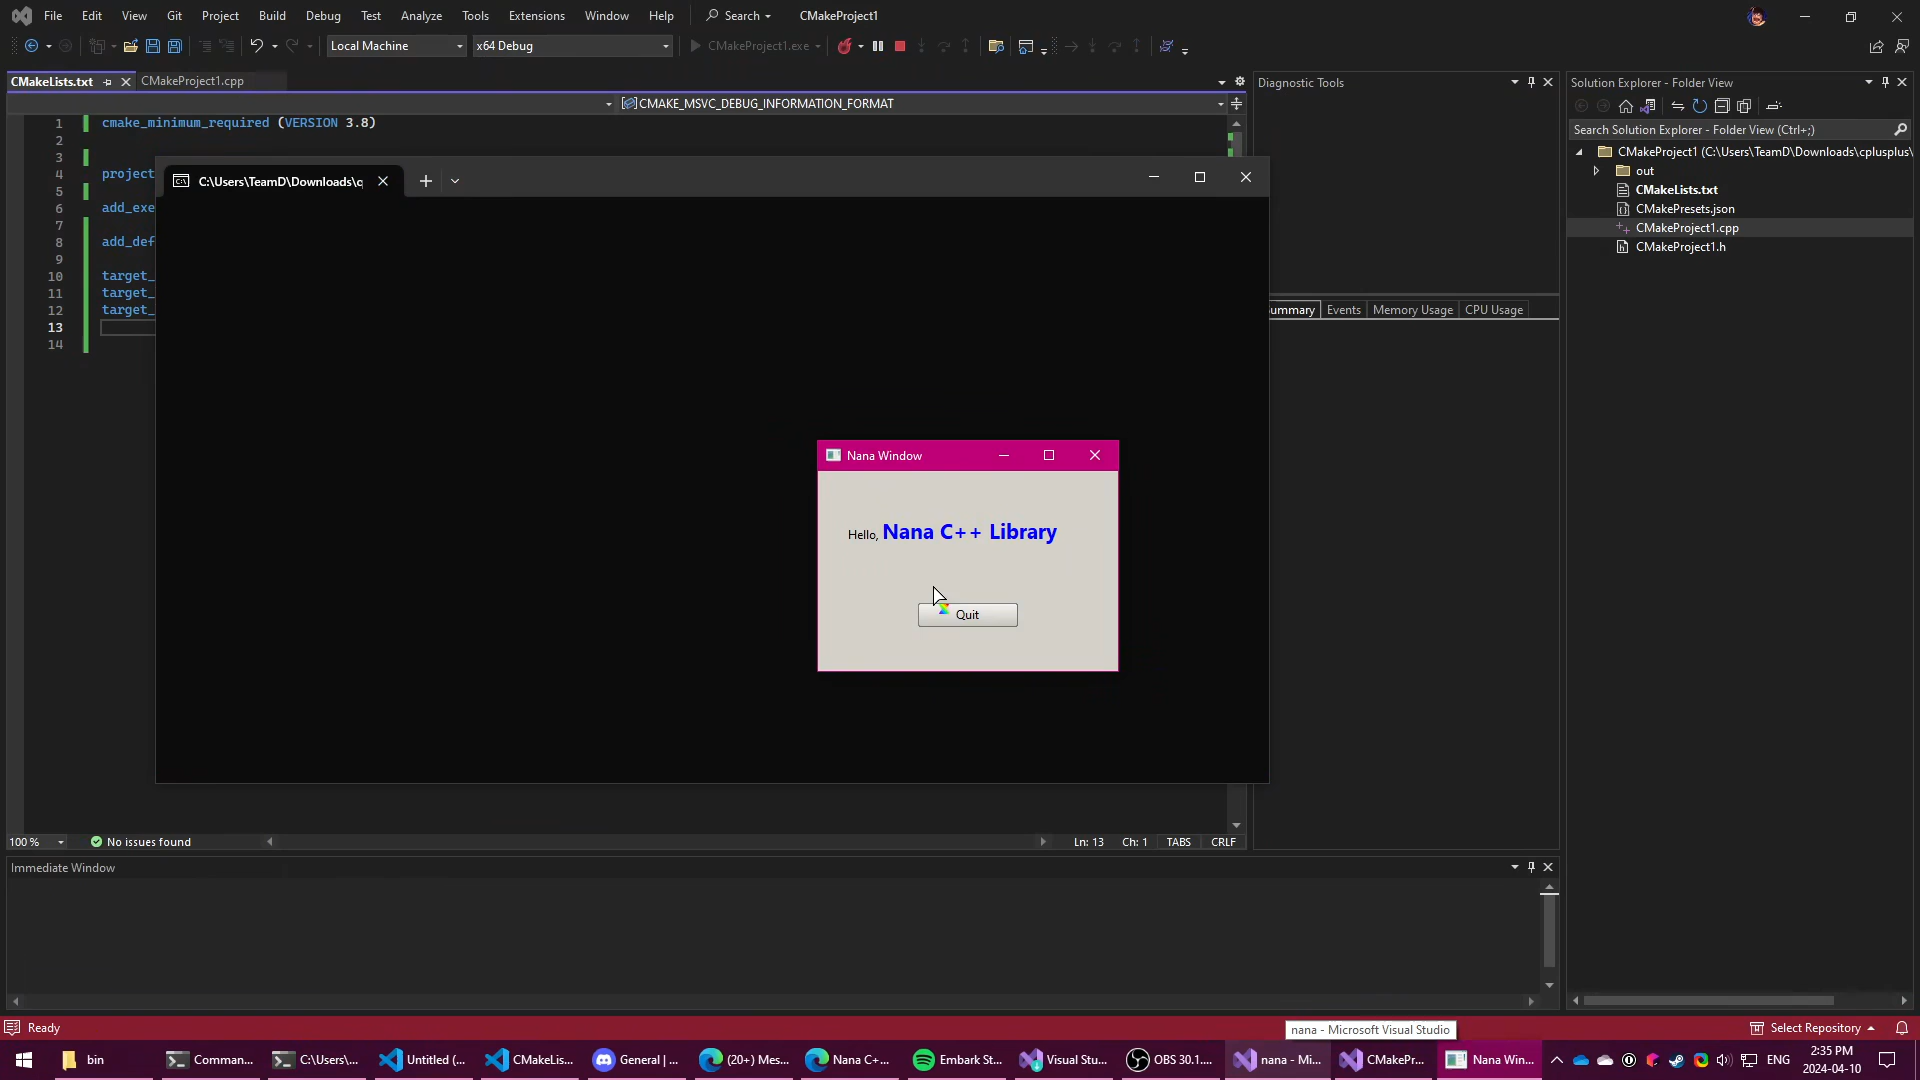 File Edit View Git Project Build Debug Test Analyze Tools Extensions Window Help Search CMakeProject1
Local Machine x64 Debug CMakeProject1.exe
CMakeLists.txt CMakeProject1.cpp
CMAKE_MSVC_DEBUG_INFORMATION_FORMAT
1 cmake_minimum_required (VERSION 3.8)
2
3
4 project
5
6 add_exe
7
8 add_def
9
10 target_
11 target_
12 target_
13
14
C:\Users\TeamD\Downloads\c
Nana Window
Hello, Nana C++ Library
Quit
100 % No issues found Ln: 13 Ch: 1 TABS CRLF
Diagnostic Tools
Summary Events Memory Usage CPU Usage
Solution Explorer - Folder View
Search Solution Explorer - Folder View (Ctrl+;)
CMakeProject1 (C:\Users\TeamD\Downloads\cplusplus\
out
CMakeLists.txt
CMakePresets.json
CMakeProject1.cpp
CMakeProject1.h
Immediate Window
Ready
nana - Microsoft Visual Studio
Select Repository
bin Comman... C:\Users\... Untitled (... CMakeLis... General | ... (20+) Mes... Nana C+... Embark St... Visual Stu... OBS 30.1.... nana - Mi... CMakePr... Nana Win...
ENG
2:35 PM
2024-04-10